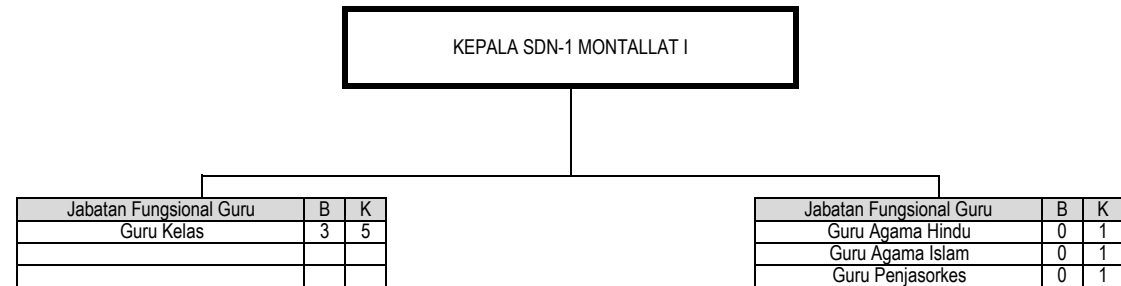 KEPALA SDN-1 MONTALLAT I
Jabatan Fungsional Guru B K
Guru Kelas 3 5
Jabatan Fungsional Guru B K
Guru Agama Hindu 0 1
Guru Agama Islam 0 1
Guru Penjasorkes 0 1